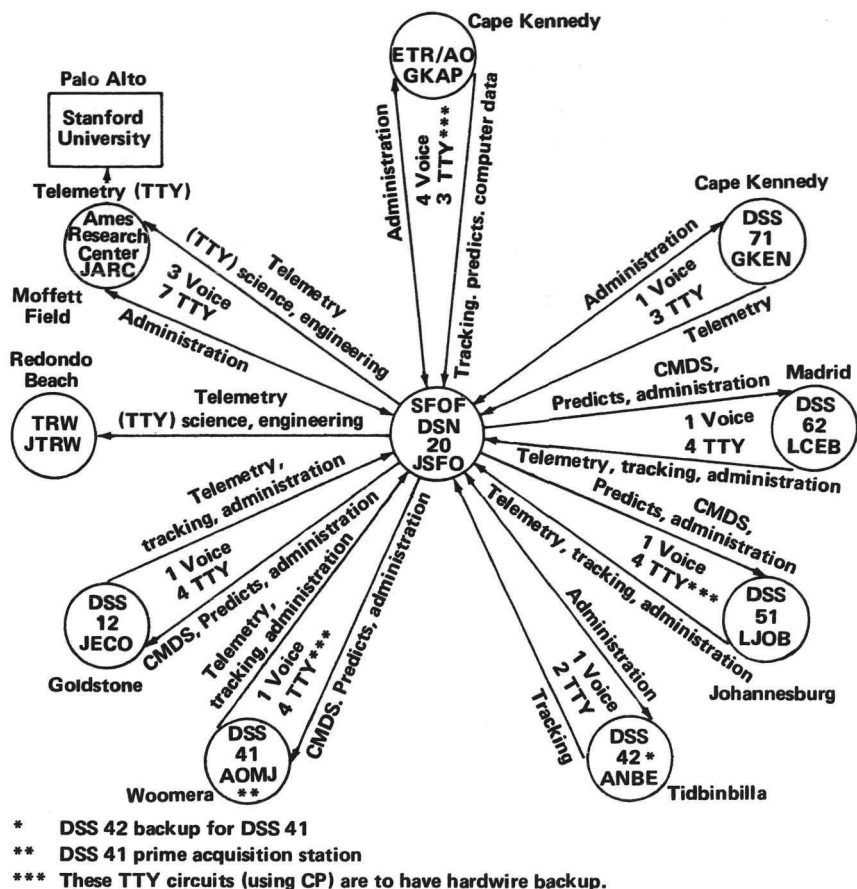 Cape Kennedy
ETR/AO
GKAP
Administration
4 Voice
3 TTY***
Tracking. predicts. computer data
Palo Alto
Stanford
University
Telemetry (TTY)
Ames
Research
Center
JARC
Moffett
Field
Telemetry
(TTY) science, engineering
3 Voice
7 TTY
Administration
Cape Kennedy
DSS
71
GKEN
Administration
1 Voice
3 TTY
Telemetry
Redondo
Beach
TRW
JTRW
Telemetry
(TTY) science, engineering
SFOF
DSN
20
JSFO
CMDS,
Predicts, administration
Madrid
DSS
62
LCEB
1 Voice
4 TTY
Telemetry, tracking, administration
Telemetry,
tracking, administration
1 Voice
4 TTY
CMDS, Predicts, administration
DSS
12
JECO
Goldstone
Telemetry,
tracking, administration
1 Voice
4 TTY***
CMDS. Predicts, administration
DSS
41
AOMJ
**
Woomera
CMDS,
Predicts, administration
1 Voice
4 TTY***
Telemetry, tracking, administration
DSS
51
LJOB
Johannesburg
Administration
1 Voice
2 TTY
Tracking
DSS
42*
ANBE
Tidbinbilla
* DSS 42 backup for DSS 41
** DSS 41 prime acquisition station
*** These TTY circuits (using CP) are to have hardwire backup.